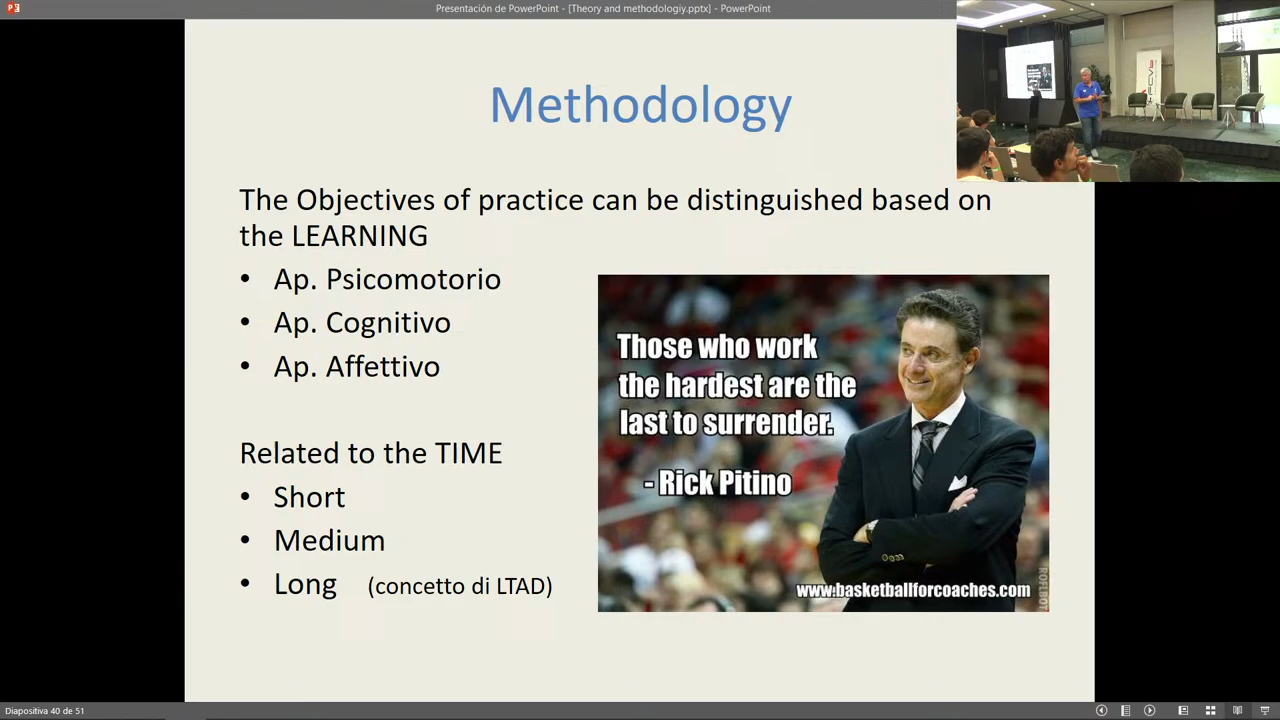 Presentación de PowerPoint - [Theory and methodologiy.pptx] - PowerPoint
Methodology
The Objectives of practice can be distinguished based on
the LEARNING
• Ap. Psicomotorio
• Ap. Cognitivo
• Ap. Affettivo
Related to the TIME
• Short
• Medium
• Long (concetto di LTAD)
Those who work
the hardest are the
last to surrender.
- Rick Pitino
www.basketballforcoaches.com
ROFLBOT
FCVB
Diapositiva 40 de 51